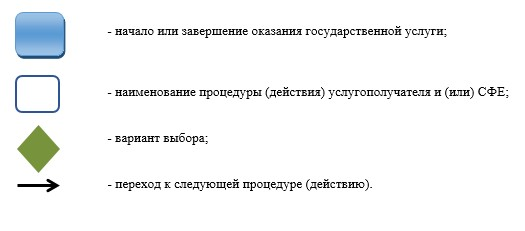 - начало или завершение оказания государственной услуги;
- наименование процедуры (действия) услугополучателя и (или) СФЕ;
- вариант выбора;
- переход к следующей процедуре (действию).